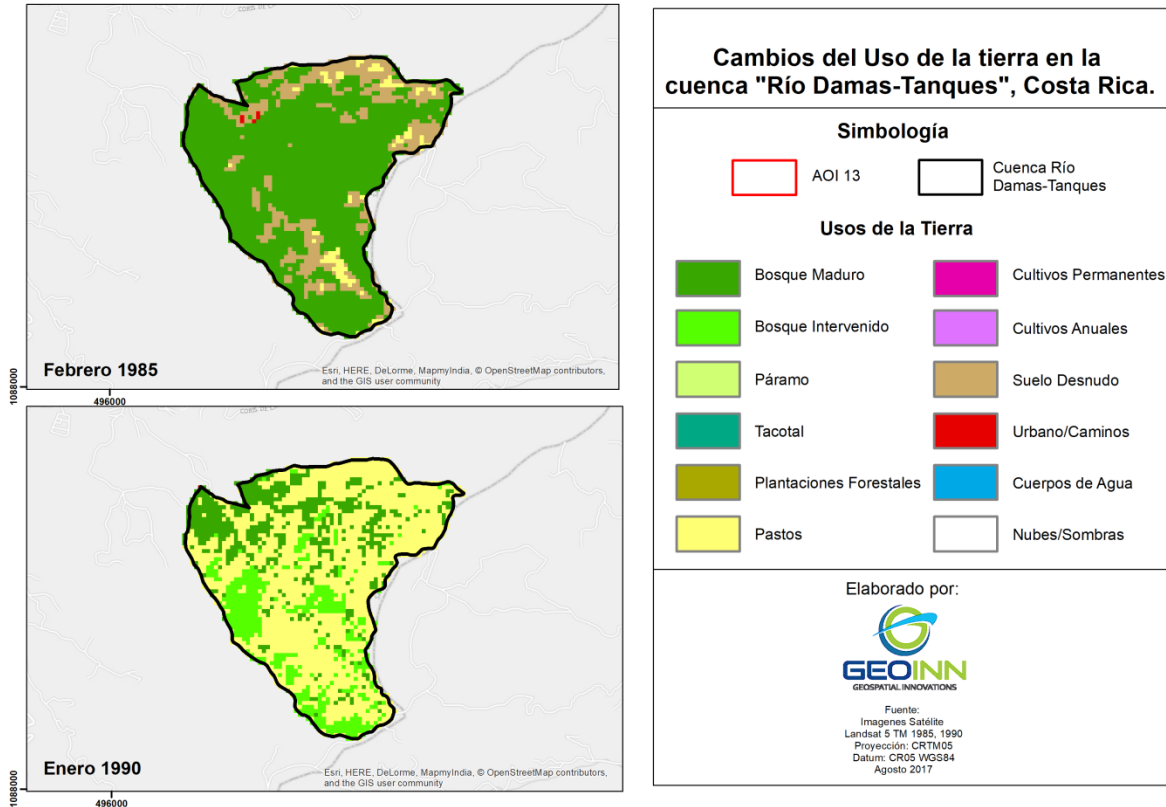 CORIS DE L
Febrero 1985
Esri, HERE, DeLorme, MapmyIndia, © OpenStreetMap contributors,
and the GIS user community
1088000
496000
Enero 1990
Esri, HERE, DeLorme, MapmyIndia, © OpenStreetMap contributors,
and the GIS user community
1088000
496000
Cambios del Uso de la tierra en la
cuenca "Río Damas-Tanques", Costa Rica.
Simbología
AOI 13
Cuenca Río
Damas-Tanques
Usos de la Tierra
Bosque Maduro
Cultivos Permanentes
Bosque Intervenido
Cultivos Anuales
Páramo
Suelo Desnudo
Tacotal
Urbano/Caminos
Plantaciones Forestales
Cuerpos de Agua
Pastos
Nubes/Sombras
Elaborado por:
GEOINN
GEOSPATIAL INNOVATIONS
Fuente:
Imagenes Satélite
Landsat 5 TM 1985, 1990
Proyección: CRTM05
Datum: CR05 WGS84
Agosto 2017